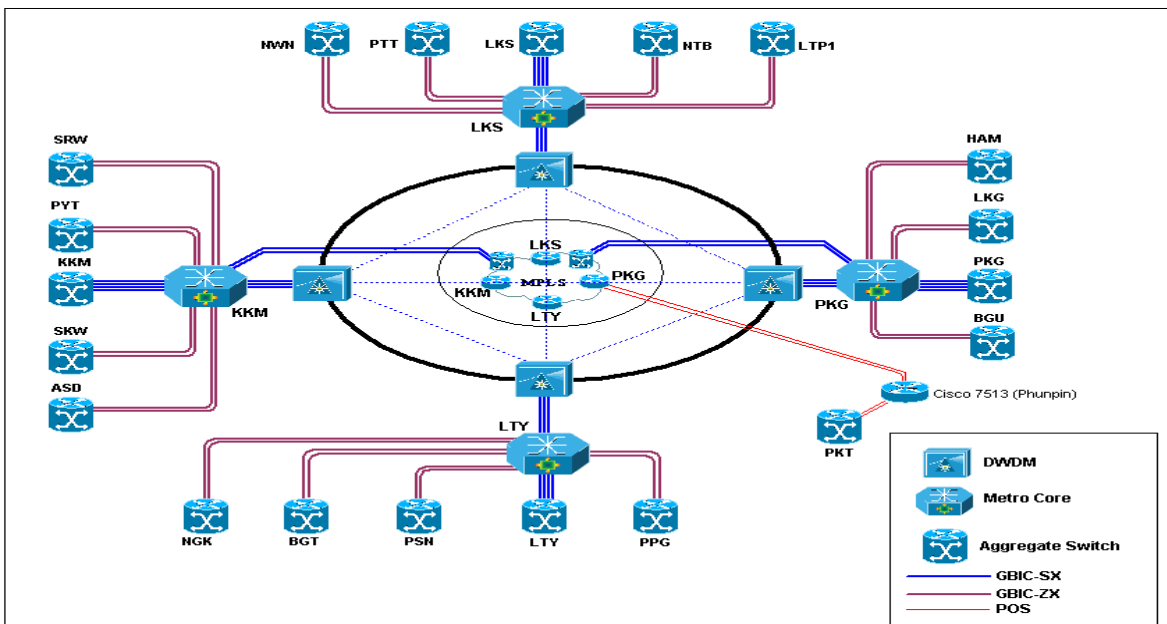 NWN
PTT
LKS
NTB
LTP1
LKS
SRW
PYT
KKM
SKW
ASD
KKM
HAM
LKG
PKG
BGU
PKG
LKS
KKM
MPLS
PKG
LTY
Cisco 7513 (Phunpin)
PKT
LTY
NGK
BGT
PSN
LTY
PPG
DWDM
Metro Core
Aggregate Switch
GBIC-SX
GBIC-ZX
POS